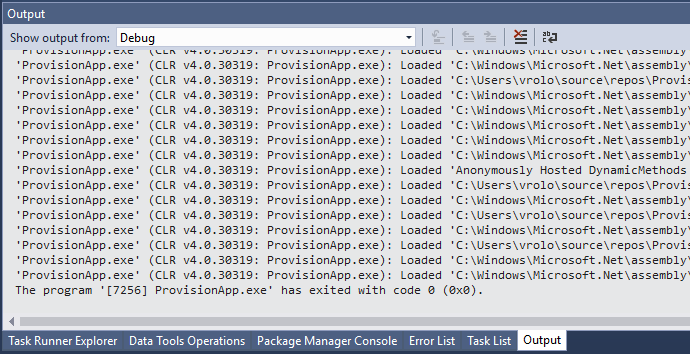 Output
Show output from: Debug
'ProvisionApp.exe' (CLR v4.0.30319: ProvisionApp.exe): Loaded 'C:\Windows\Microsoft.Net\assembly\
'ProvisionApp.exe' (CLR v4.0.30319: ProvisionApp.exe): Loaded 'C:\Windows\Microsoft.Net\assembly\
'ProvisionApp.exe' (CLR v4.0.30319: ProvisionApp.exe): Loaded 'C:\Users\vrolo\source\repos\Provis
'ProvisionApp.exe' (CLR v4.0.30319: ProvisionApp.exe): Loaded 'C:\Windows\Microsoft.Net\assembly\
'ProvisionApp.exe' (CLR v4.0.30319: ProvisionApp.exe): Loaded 'C:\Windows\Microsoft.Net\assembly\
'ProvisionApp.exe' (CLR v4.0.30319: ProvisionApp.exe): Loaded 'C:\Windows\Microsoft.Net\assembly\
'ProvisionApp.exe' (CLR v4.0.30319: ProvisionApp.exe): Loaded 'C:\Windows\Microsoft.Net\assembly\
'ProvisionApp.exe' (CLR v4.0.30319: ProvisionApp.exe): Loaded 'C:\Windows\Microsoft.Net\assembly\
'ProvisionApp.exe' (CLR v4.0.30319: ProvisionApp.exe): Loaded 'Anonymously Hosted DynamicMethods
'ProvisionApp.exe' (CLR v4.0.30319: ProvisionApp.exe): Loaded 'C:\Users\vrolo\source\repos\Provis
'ProvisionApp.exe' (CLR v4.0.30319: ProvisionApp.exe): Loaded 'C:\Windows\Microsoft.Net\assembly\
'ProvisionApp.exe' (CLR v4.0.30319: ProvisionApp.exe): Loaded 'C:\Users\vrolo\source\repos\Provis
'ProvisionApp.exe' (CLR v4.0.30319: ProvisionApp.exe): Loaded 'C:\Windows\Microsoft.Net\assembly\
'ProvisionApp.exe' (CLR v4.0.30319: ProvisionApp.exe): Loaded 'C:\Users\vrolo\source\repos\Provis
'ProvisionApp.exe' (CLR v4.0.30319: ProvisionApp.exe): Loaded 'C:\Windows\Microsoft.Net\assembly\
'ProvisionApp.exe' (CLR v4.0.30319: ProvisionApp.exe): Loaded 'C:\Windows\Microsoft.Net\assembly\
The program '[7256] ProvisionApp.exe' has exited with code 0 (0x0).
Task Runner Explorer Data Tools Operations Package Manager Console Error List Task List Output